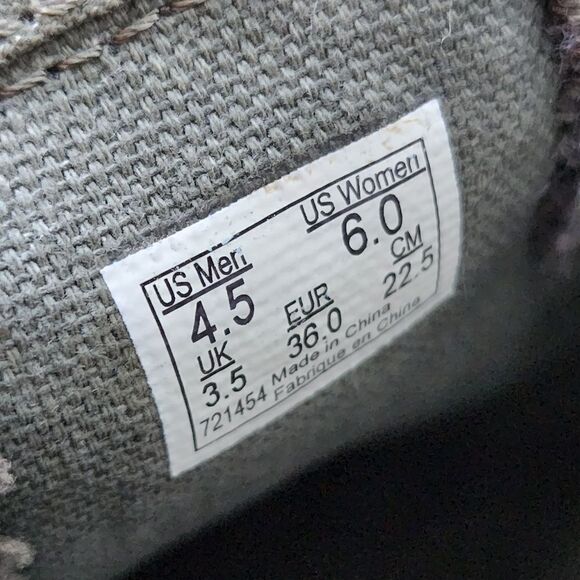 US Men US Women
4.5 6.0
UK EUR CM
3.5 36.0 22.5
721454 Made in China
Fabrique en Chine